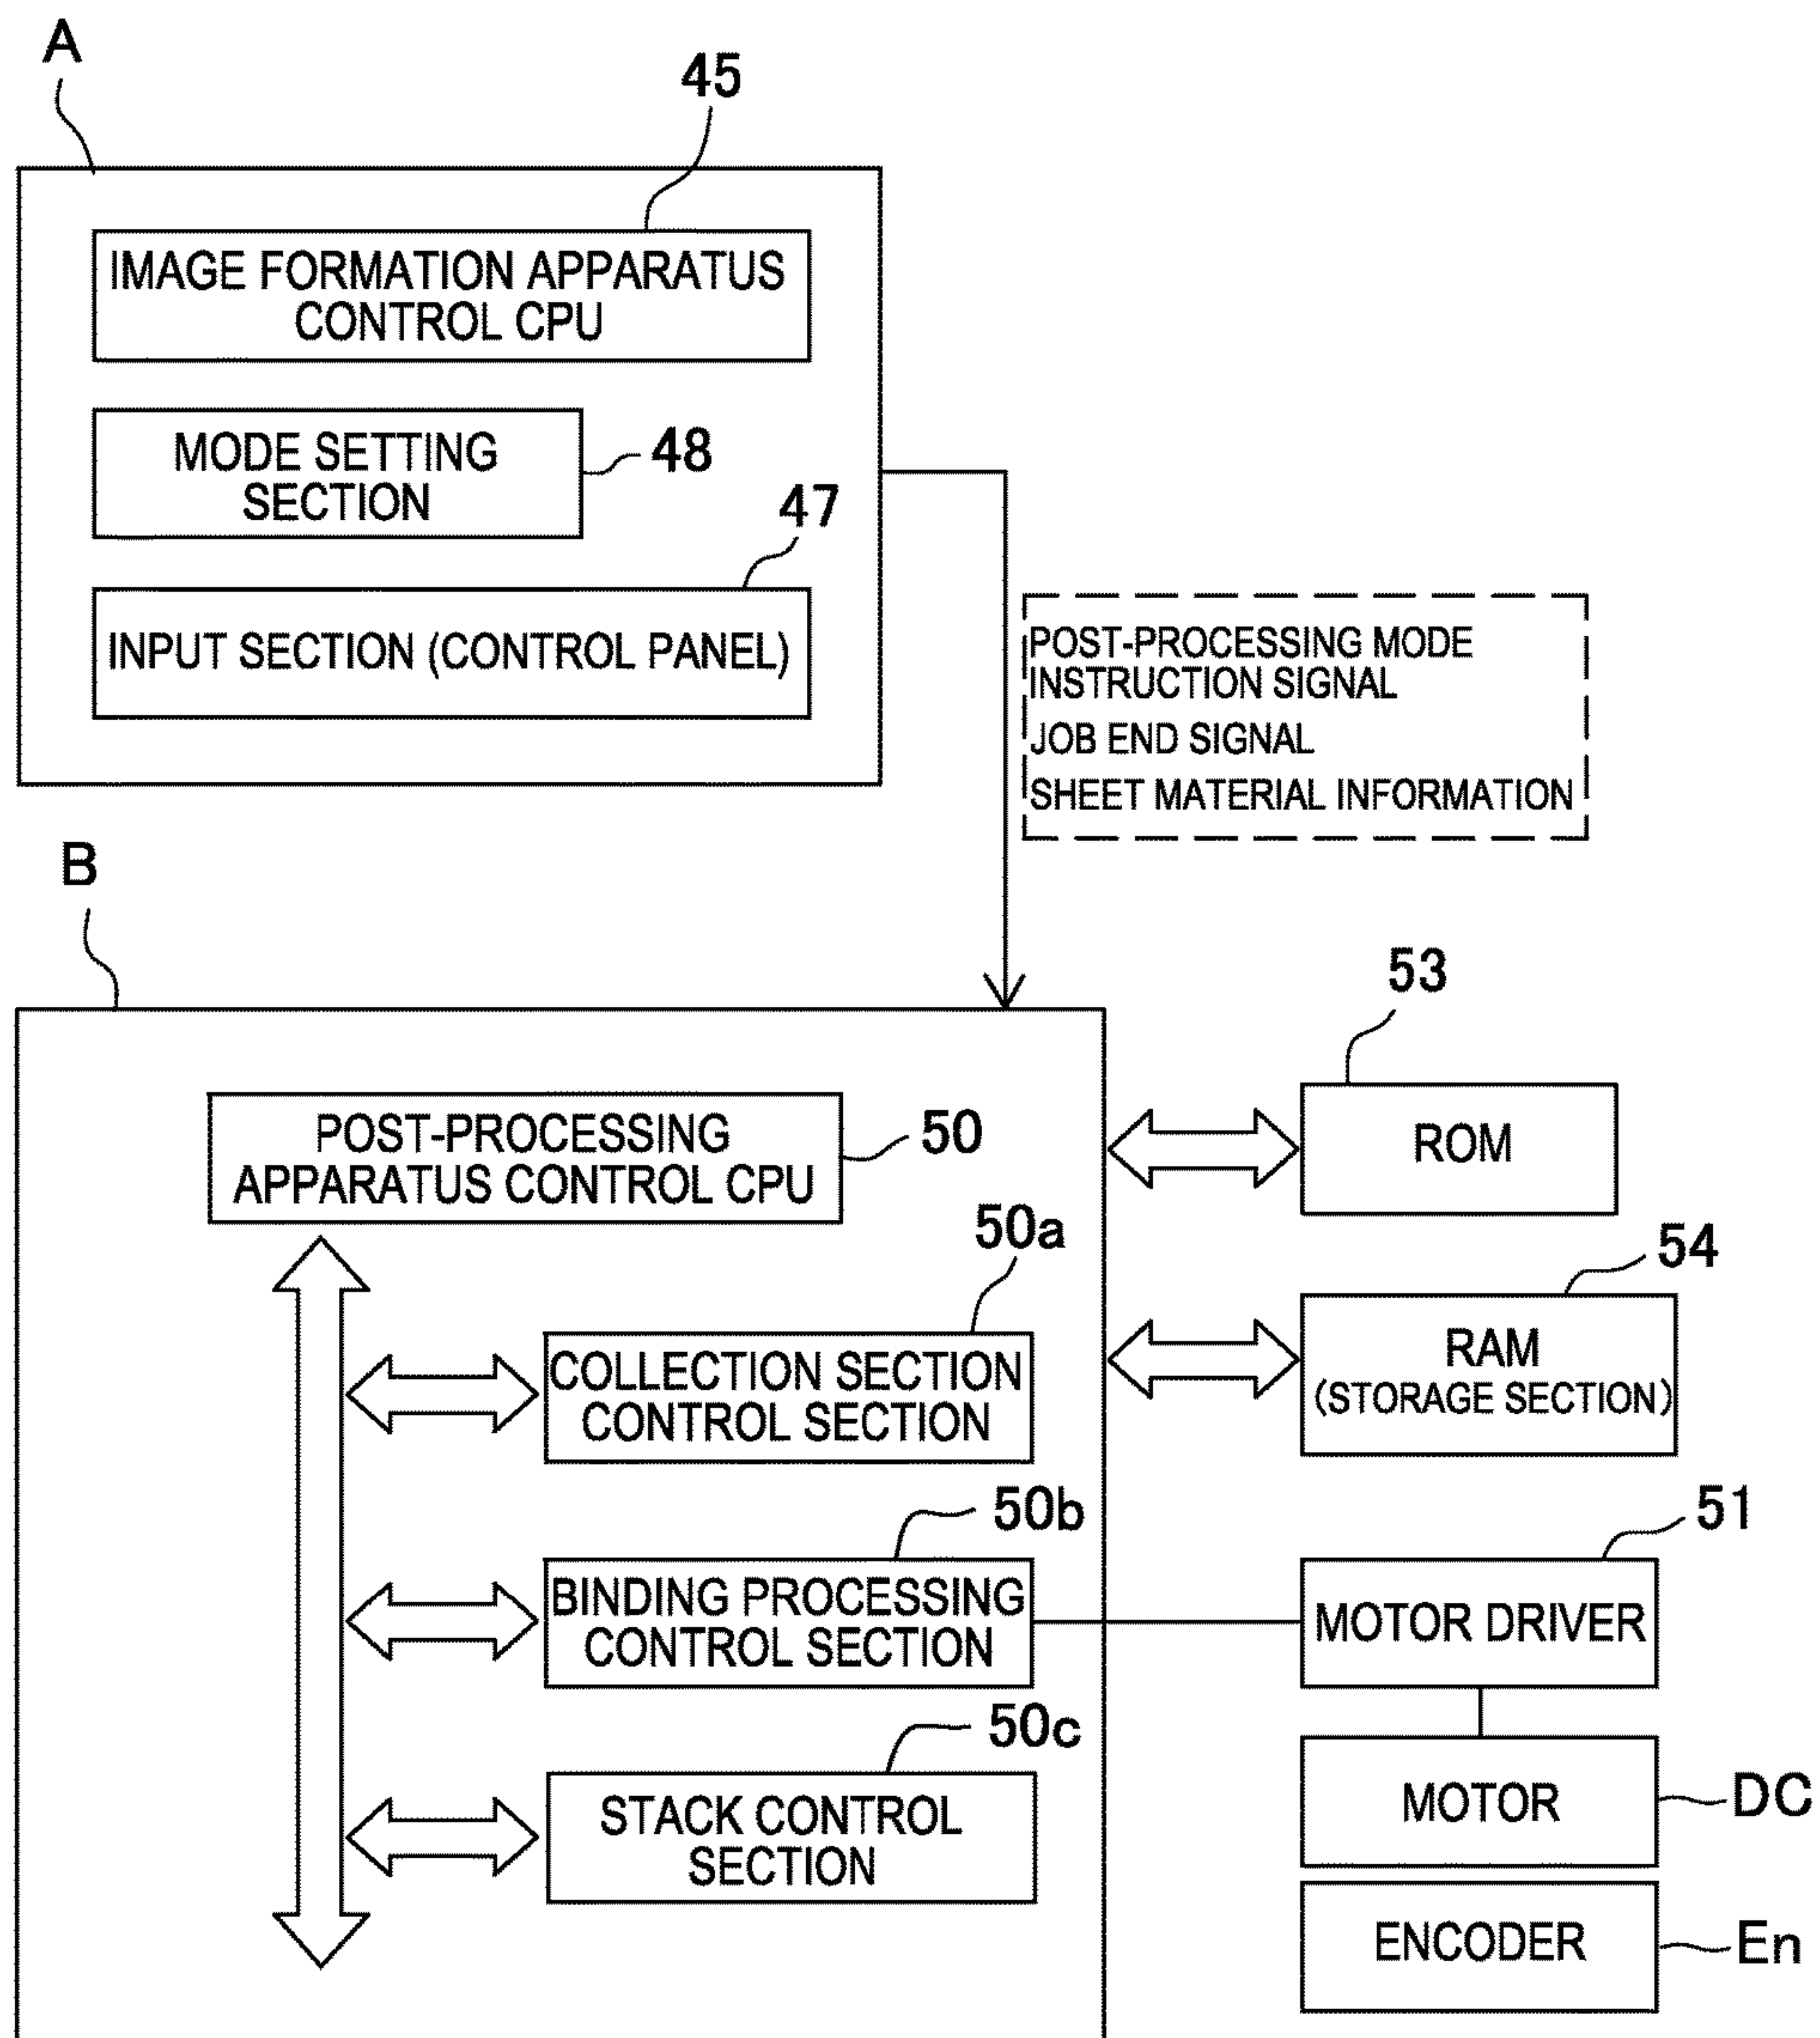 A
45
IMAGE FORMATION APPARATUS
CONTROL CPU
MODE SETTING
SECTION
48
47
INPUT SECTION (CONTROL PANEL)
POST-PROCESSING MODE
INSTRUCTION SIGNAL
JOB END SIGNAL
SHEET MATERIAL INFORMATION
B
POST-PROCESSING
APPARATUS CONTROL CPU
50
53
ROM
50a
COLLECTION SECTION
CONTROL SECTION
54
RAM
(STORAGE SECTION)
50b
BINDING PROCESSING
CONTROL SECTION
51
MOTOR DRIVER
50c
STACK CONTROL
SECTION
MOTOR
DC
ENCODER
En